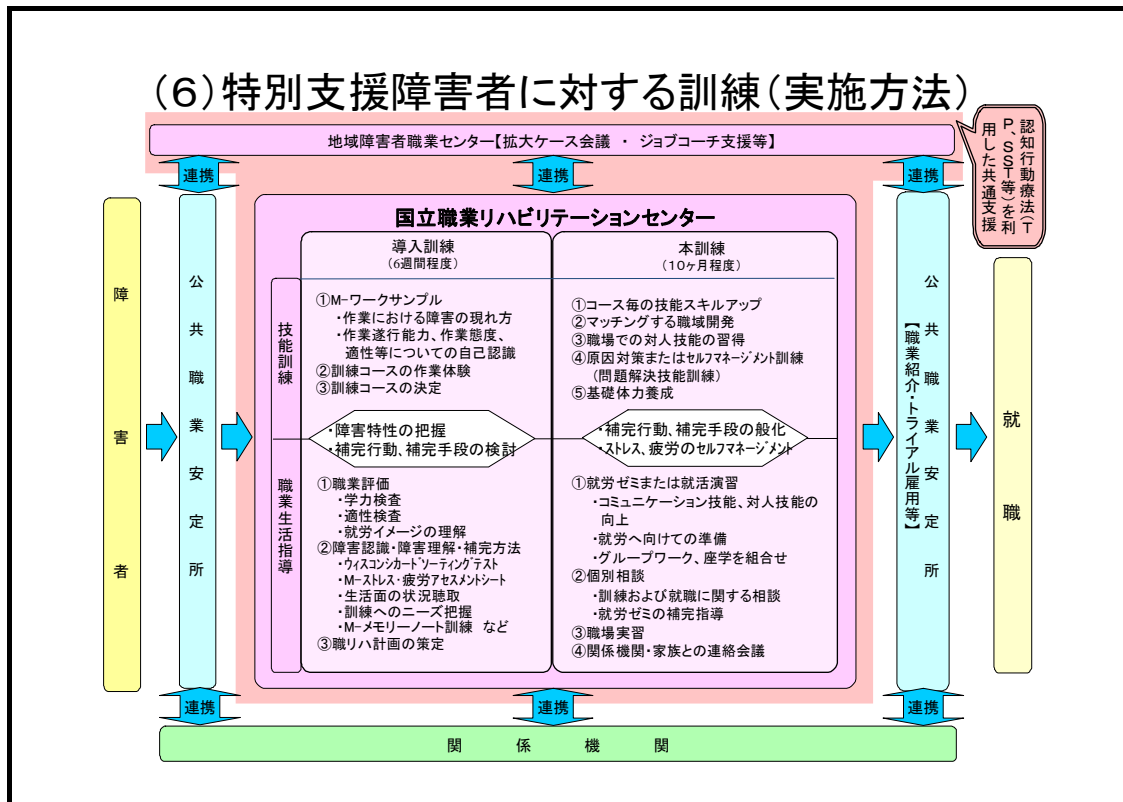 (6)特別支援障害者に対する訓練(実施方法)
地域障害者職業センター【拡大ケース会議 ・ ジョブコーチ支援等】
認知行動療法(T
P、SST等)を利
用した共通支援
連携
連携
連携
障害者
公共職業安定所
国立職業リハビリテーションセンター
導入訓練
(6週間程度)
本訓練
(10ヶ月程度)
技能訓練
①M-ワークサンプル
・作業における障害の現れ方
・作業遂行能力、作業態度、
適性等についての自己認識
②訓練コースの作業体験
③訓練コースの決定
①コース毎の技能スキルアップ
②マッチングする職域開発
③職場での対人技能の習得
④原因対策またはセルフマネージメント訓練
(問題解決技能訓練)
⑤基礎体力養成
・障害特性の把握
・補完行動、補完手段の検討
・補完行動、補完手段の般化
・ストレス、疲労のセルフマネージメント
職業生活指導
①職業評価
・学力検査
・適性検査
・就労イメージの理解
②障害認識・障害理解・補完方法
・ウィスコンシカードソーティングテスト
・M-ストレス・疲労アセスメントシート
・生活面の状況聴取
・訓練へのニーズ把握
・M-メモリーノート訓練 など
③職リハ計画の策定
①就労ゼミまたは就活演習
・コミュニケーション技能、対人技能の
向上
・就労へ向けての準備
・グループワーク、座学を組合せ
②個別相談
・訓練および就職に関する相談
・就労ゼミの補完指導
③職場実習
④関係機関・家族との連絡会議
公共職業安定所
【職業紹介・トライアル雇用等】
就職
連携
連携
連携
関係機関